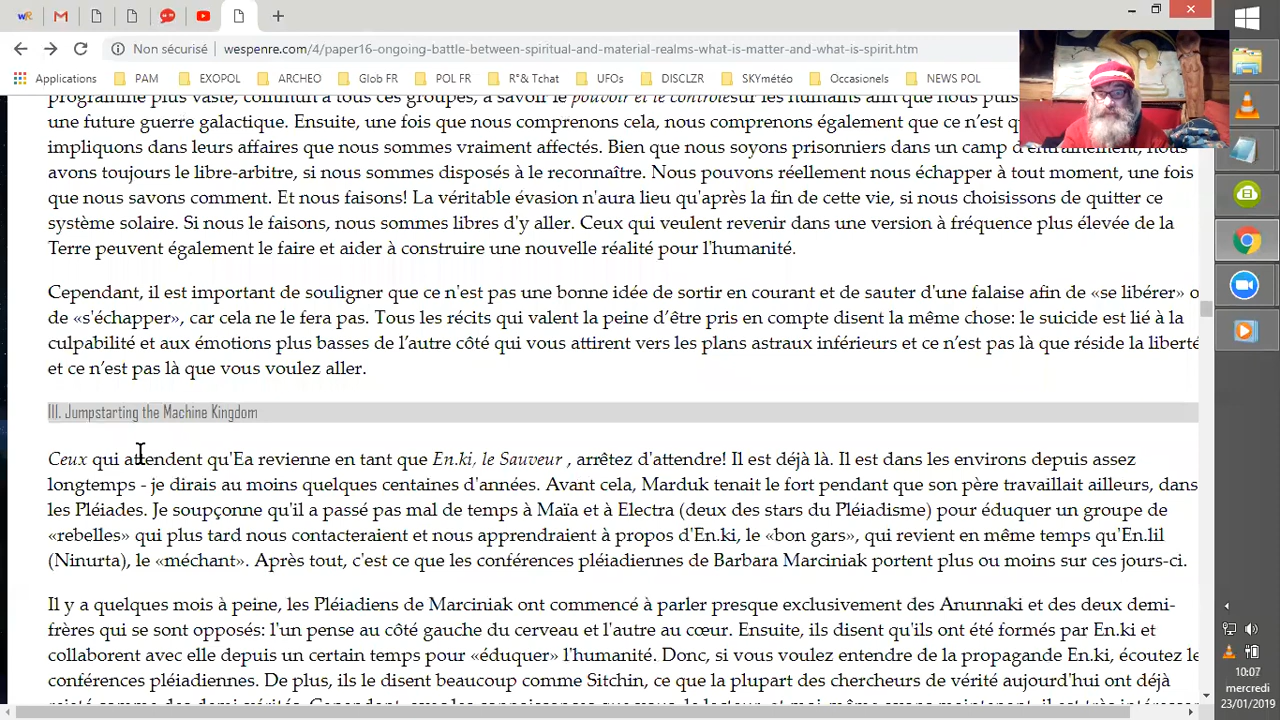 Non sécurisé
wespenre.com/4/paper16-ongoing-battle-between-spiritual-and-material-realms-what-is-matter-and-what-is-spirit.htm
Applications PAM EXOPOL ARCHEO Glob FR POL FR R"& Tchat UFOs DISCLZR SKYmétéo Occasionels NEWS POL
programme plus vaste, commun à tous ces groupes, à savoir le pouvoir et le contrôlesur les humains afin que nous
une future guerre galactique. Ensuite, une fois que nous comprenons cela, nous comprenons également que ce n'est
impliquons dans leurs affaires que nous sommes vraiment affectés. Bien que nous soyons prisonniers dans un camp d'entraînement, nous
avons toujours le libre-arbitre, si nous sommes disposés à le reconnaître. Nous pouvons réellement nous échapper à tout moment, une fois
que nous savons comment. Et nous faisons! La véritable évasion n'aura lieu qu'après la fin de cette vie, si nous choisissons de quitter ce
système solaire. Si nous le faisons, nous sommes libres d'y aller. Ceux qui veulent revenir dans une version à fréquence plus élevée de la
Terre peuvent également le faire et aider à construire une nouvelle réalité pour l'humanité.
Cependant, il est important de souligner que ce n'est pas une bonne idée de sortir en courant et de sauter d'une falaise afin de «se libérer» o
de «s'échapper», car cela ne le fera pas. Tous les récits qui valent la peine d’être pris en compte disent la même chose: le suicide est lié à la
culpabilité et aux émotions plus basses de l’autre côté qui vous attirent vers les plans astraux inférieurs et ce n’est pas là que réside la liberté
et ce n’est pas là que vous voulez aller.
III. Jumpstarting the Machine Kingdom
Ceux qui attendent qu'Ea revienne en tant que En.ki, le Sauveur , arrêtez d'attendre! Il est déjà là. Il est dans les environs depuis assez
longtemps - je dirais au moins quelques centaines d'années. Avant cela, Marduk tenait le fort pendant que son père travaillait ailleurs, dans
les Pléiades. Je soupçonne qu'il a passé pas mal de temps à Maïa et à Electra (deux des stars du Pléiadisme) pour éduquer un groupe de
«rebelles» qui plus tard nous contacteraient et nous apprendraient à propos d'En.ki, le «bon gars», qui revient en même temps qu'En.lil
(Ninurta), le «méchant». Après tout, c'est ce que les conférences pléiadiennes de Barbara Marciniak portent plus ou moins sur ces jours-ci.
Il y a quelques mois à peine, les Pléiadiens de Marciniak ont commencé à parler presque exclusivement des Anunnaki et des deux demi-
frères qui se sont opposés: l'un pense au côté gauche du cerveau et l'autre au cœur. Ensuite, ils disent qu'ils ont été formés par En.ki et
collaborent avec elle depuis un certain temps pour «éduquer» l'humanité. Donc, si vous voulez entendre de la propagande En.ki, écoutez le
conférences pléiadiennes. De plus, ils le disent beaucoup comme Sitchin, ce que la plupart des chercheurs de vérité aujourd'hui ont déjà
10:07
mercredi
23/01/2019